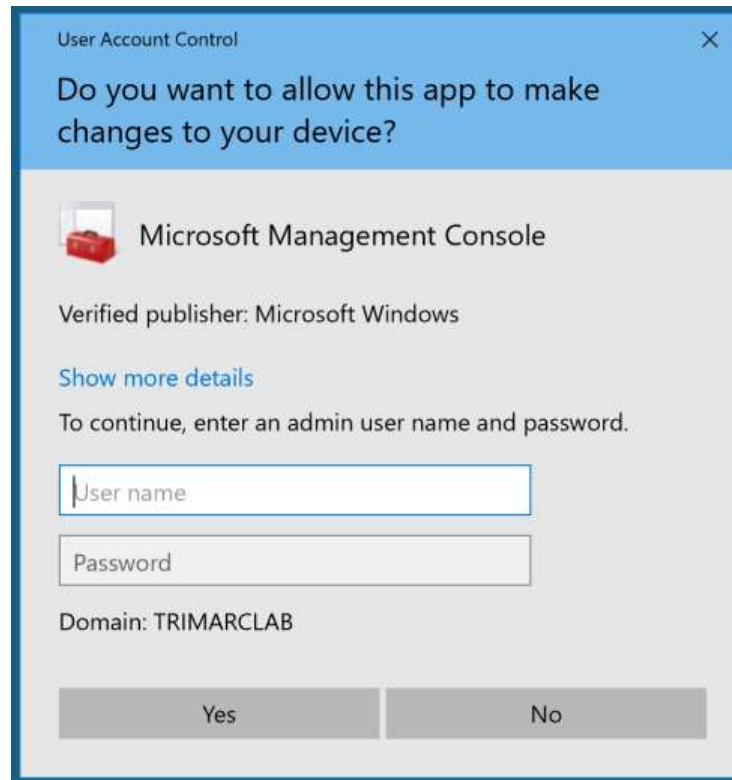 User Account Control
Do you want to allow this app to make
changes to your device?
Microsoft Management Console
Verified publisher: Microsoft Windows
Show more details
To continue, enter an admin user name and password.
User name
Password
Domain: TRIMARCLAB
Yes
No